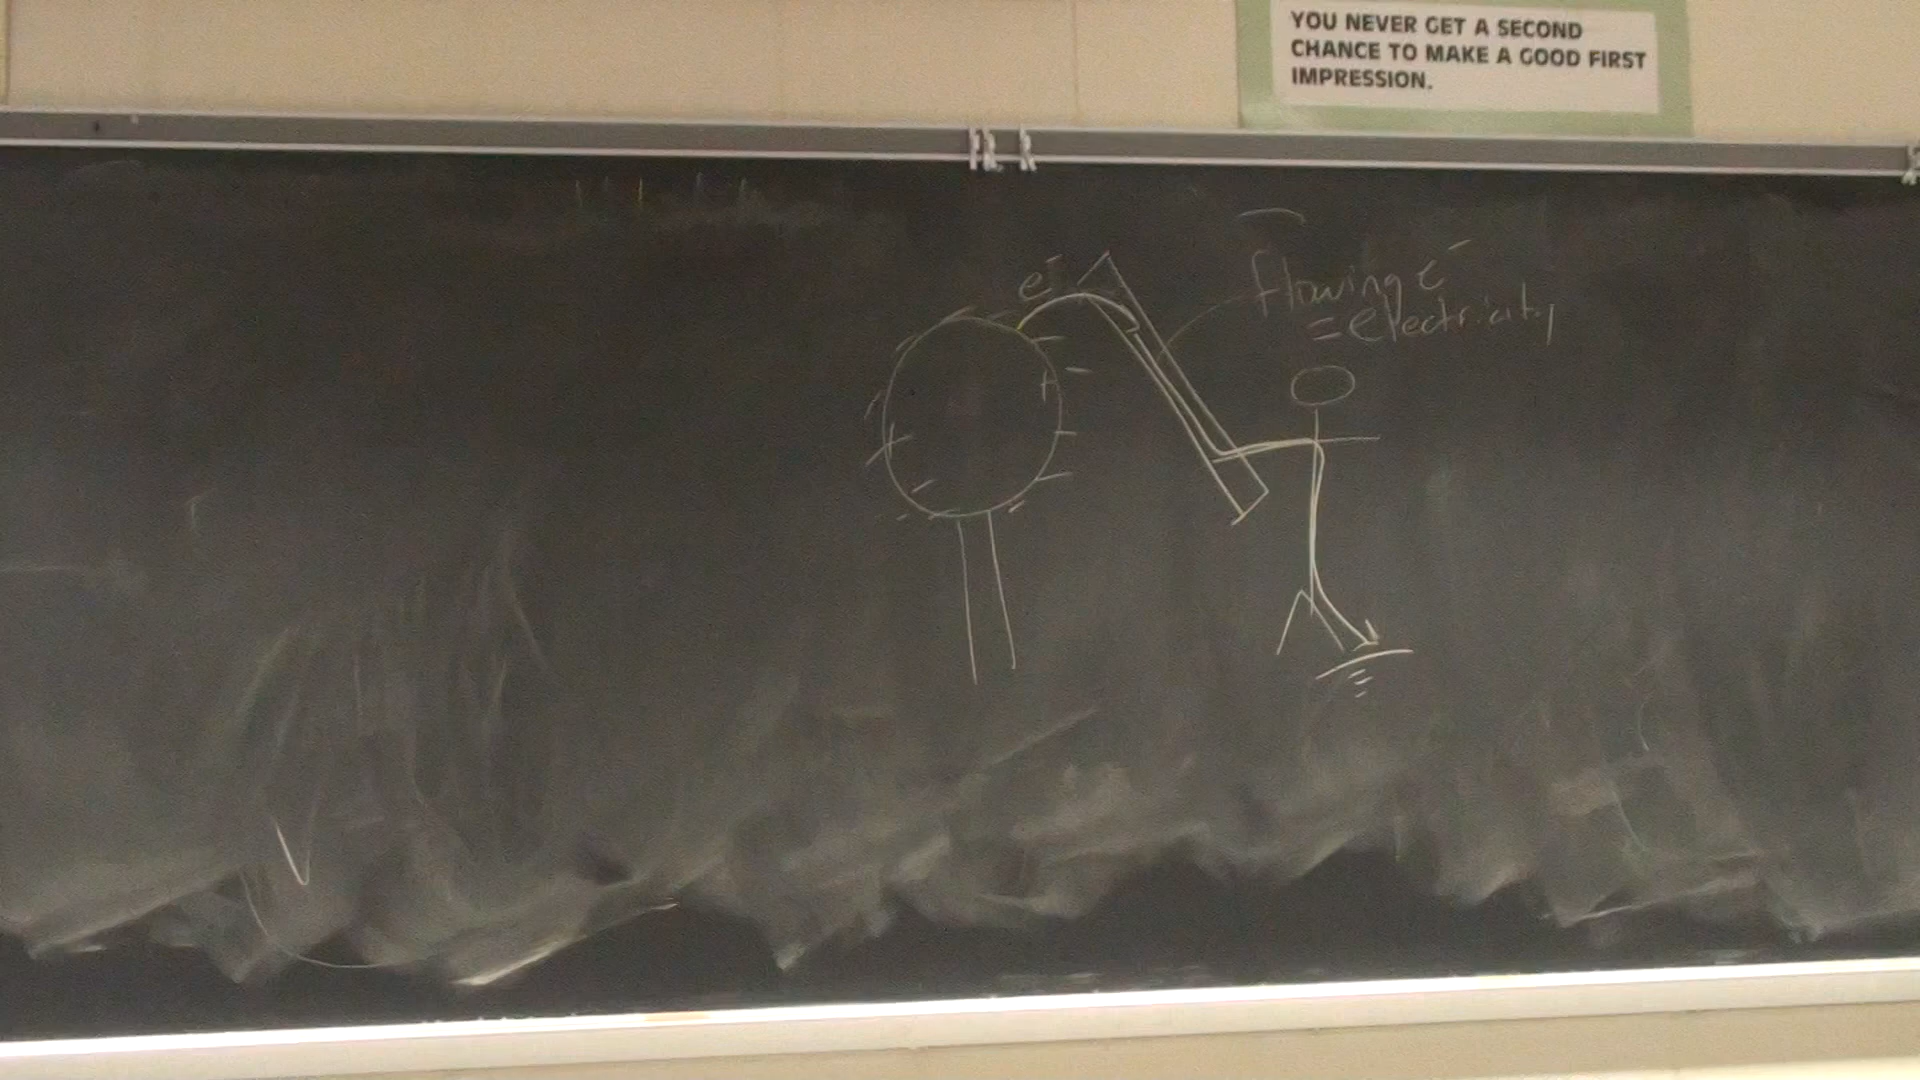 YOU NEVER GET A SECOND
CHANCE TO MAKE A GOOD FIRST
IMPRESSION.
e⁻
flowing e⁻
= electricity